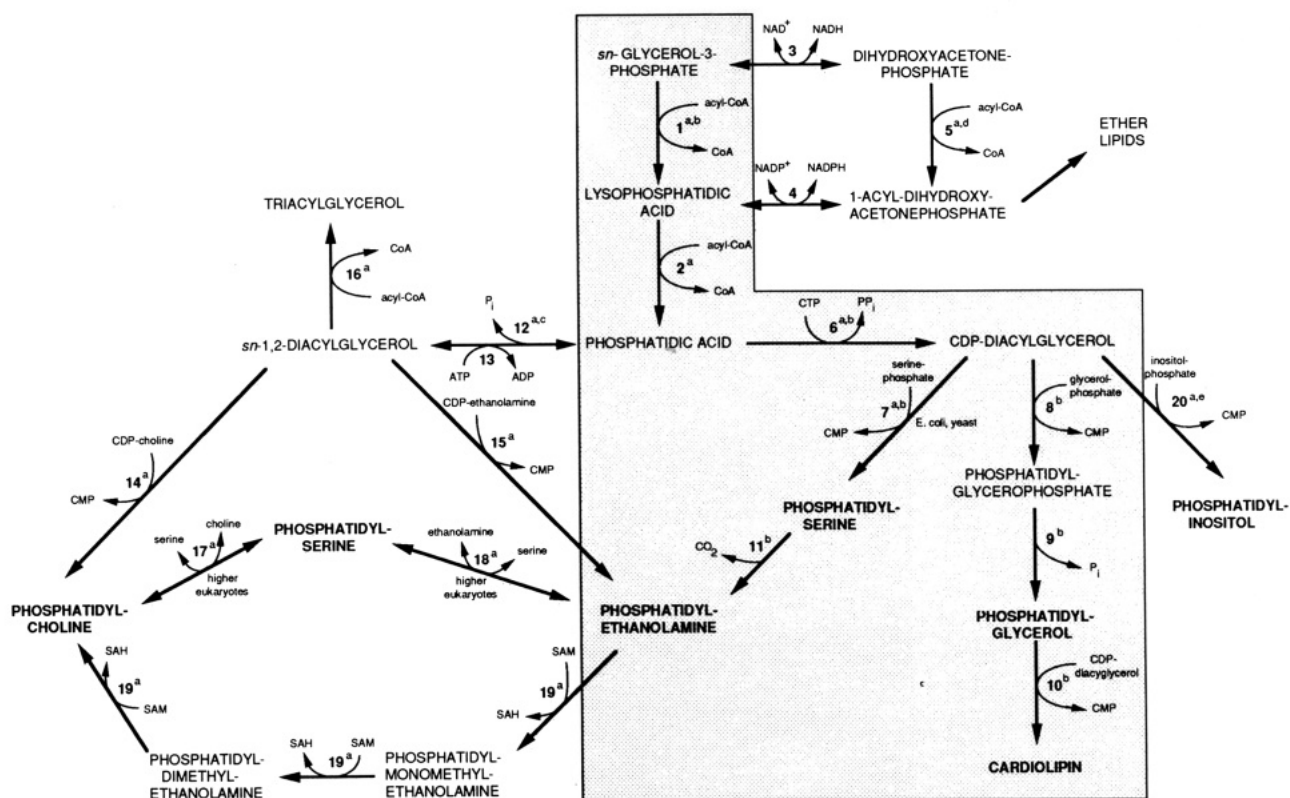 NAD+ NADH
sn- GLYCEROL-3-
PHOSPHATE
3
DIHYDROXYACETONE-
PHOSPHATE
acyl-CoA
1a,b
CoA
acyl-CoA
5a,d
CoA
ETHER
LIPIDS
NADP+ NADPH
LYSOPHOSPHATIDIC
ACID
4
1-ACYL-DIHYDROXY-
ACETONEPHOSPHATE
TRIACYLGLYCEROL
CoA
16a
acyl-CoA
acyl-CoA
2a
CoA
sn-1,2-DIACYLGLYCEROL
Pi
12a,c
13
ATP ADP
PHOSPHATIDIC ACID
CTP PPi
6a,b
CDP-DIACYLGLYCEROL
CDP-choline
14a
CMP
CDP-ethanolamine
15a
CMP
serine-
phosphate
7a,b
CMP
E. coli, yeast
glycerol-
phosphate
8b
CMP
inositol-
phosphate
20a,e
CMP
PHOSPHATIDYL-
GLYCEROPHOSPHATE
PHOSPHATIDYL-
INOSITOL
PHOSPHATIDYL-
SERINE
serine
choline
17a
higher
eukaryotes
PHOSPHATIDYL-
SERINE
ethanolamine
18a
serine
higher
eukaryotes
CO2
11b
9b
Pi
PHOSPHATIDYL-
CHOLINE
PHOSPHATIDYL-
ETHANOLAMINE
PHOSPHATIDYL-
GLYCEROL
SAH
19a
SAM
SAM
19a
SAH
CDP-
diacyglycerol
10b
CMP
PHOSPHATIDYL-
DIMETHYL-
ETHANOLAMINE
SAH SAM
19a
PHOSPHATIDYL-
MONOMETHYL-
ETHANOLAMINE
CARDIOLIPIN